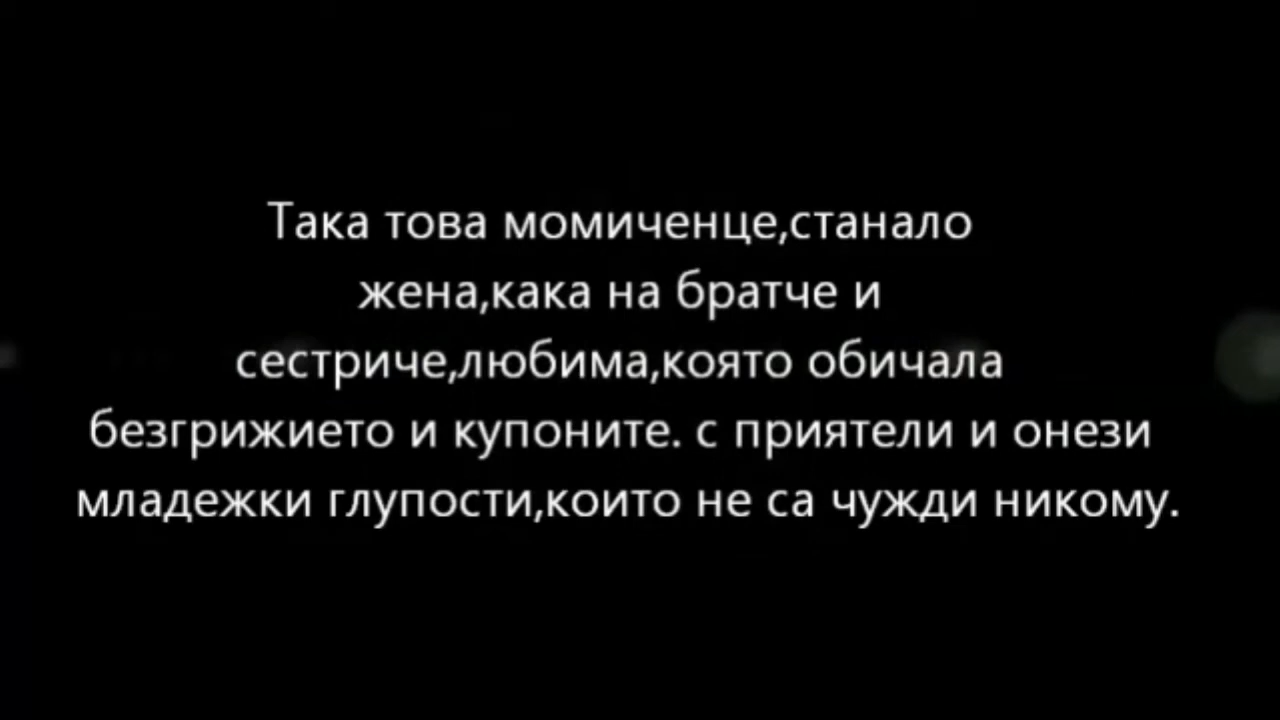 Така това момиченце,станало
жена,кака на братче и
сестриче,любима,която обичала
безгрижието и купоните. с приятели и онези
младежки глупости,които не са чужди никому.